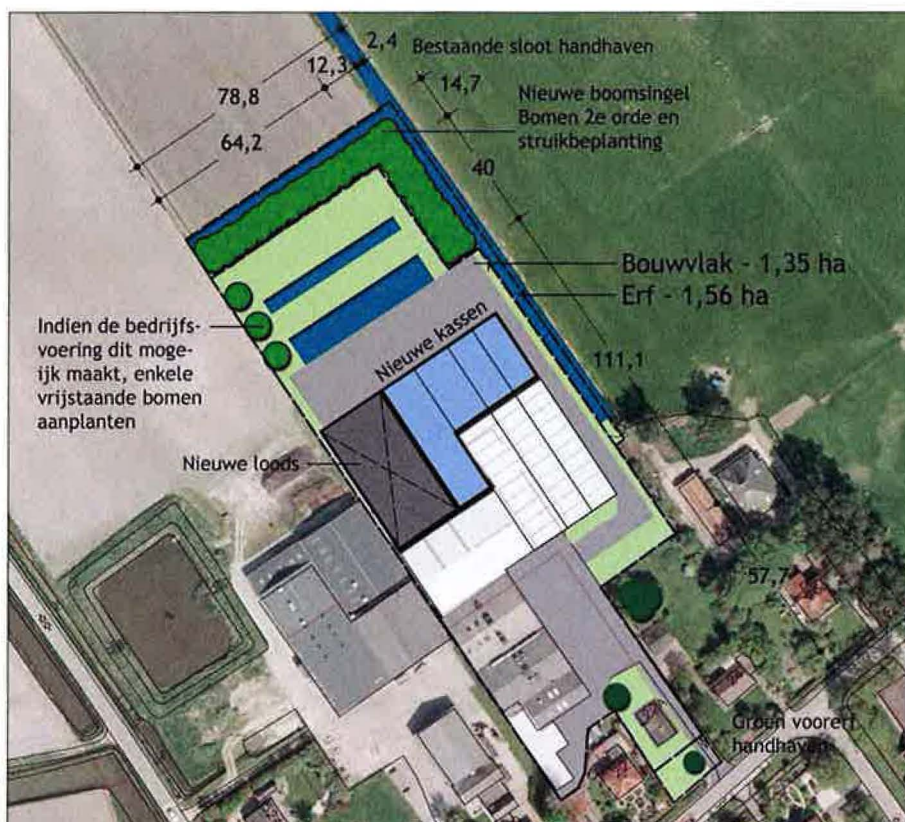 2,4
Bestaande sloot handhaven
12,3
14,7
78,8
Nieuwe boomsingel
Bomen 2e orde en
struikbeplanting
64,2
40
Bouwvlak - 1,35 ha
Erf - 1,56 ha
Indien de bedrijfs-
voering dit moge-
ijk maakt, enkele
vrijstaande bomen
aanplanten
111,1
Nieuwe kassen
Nieuwe loods
57,7
Groen voorerf
handhaven